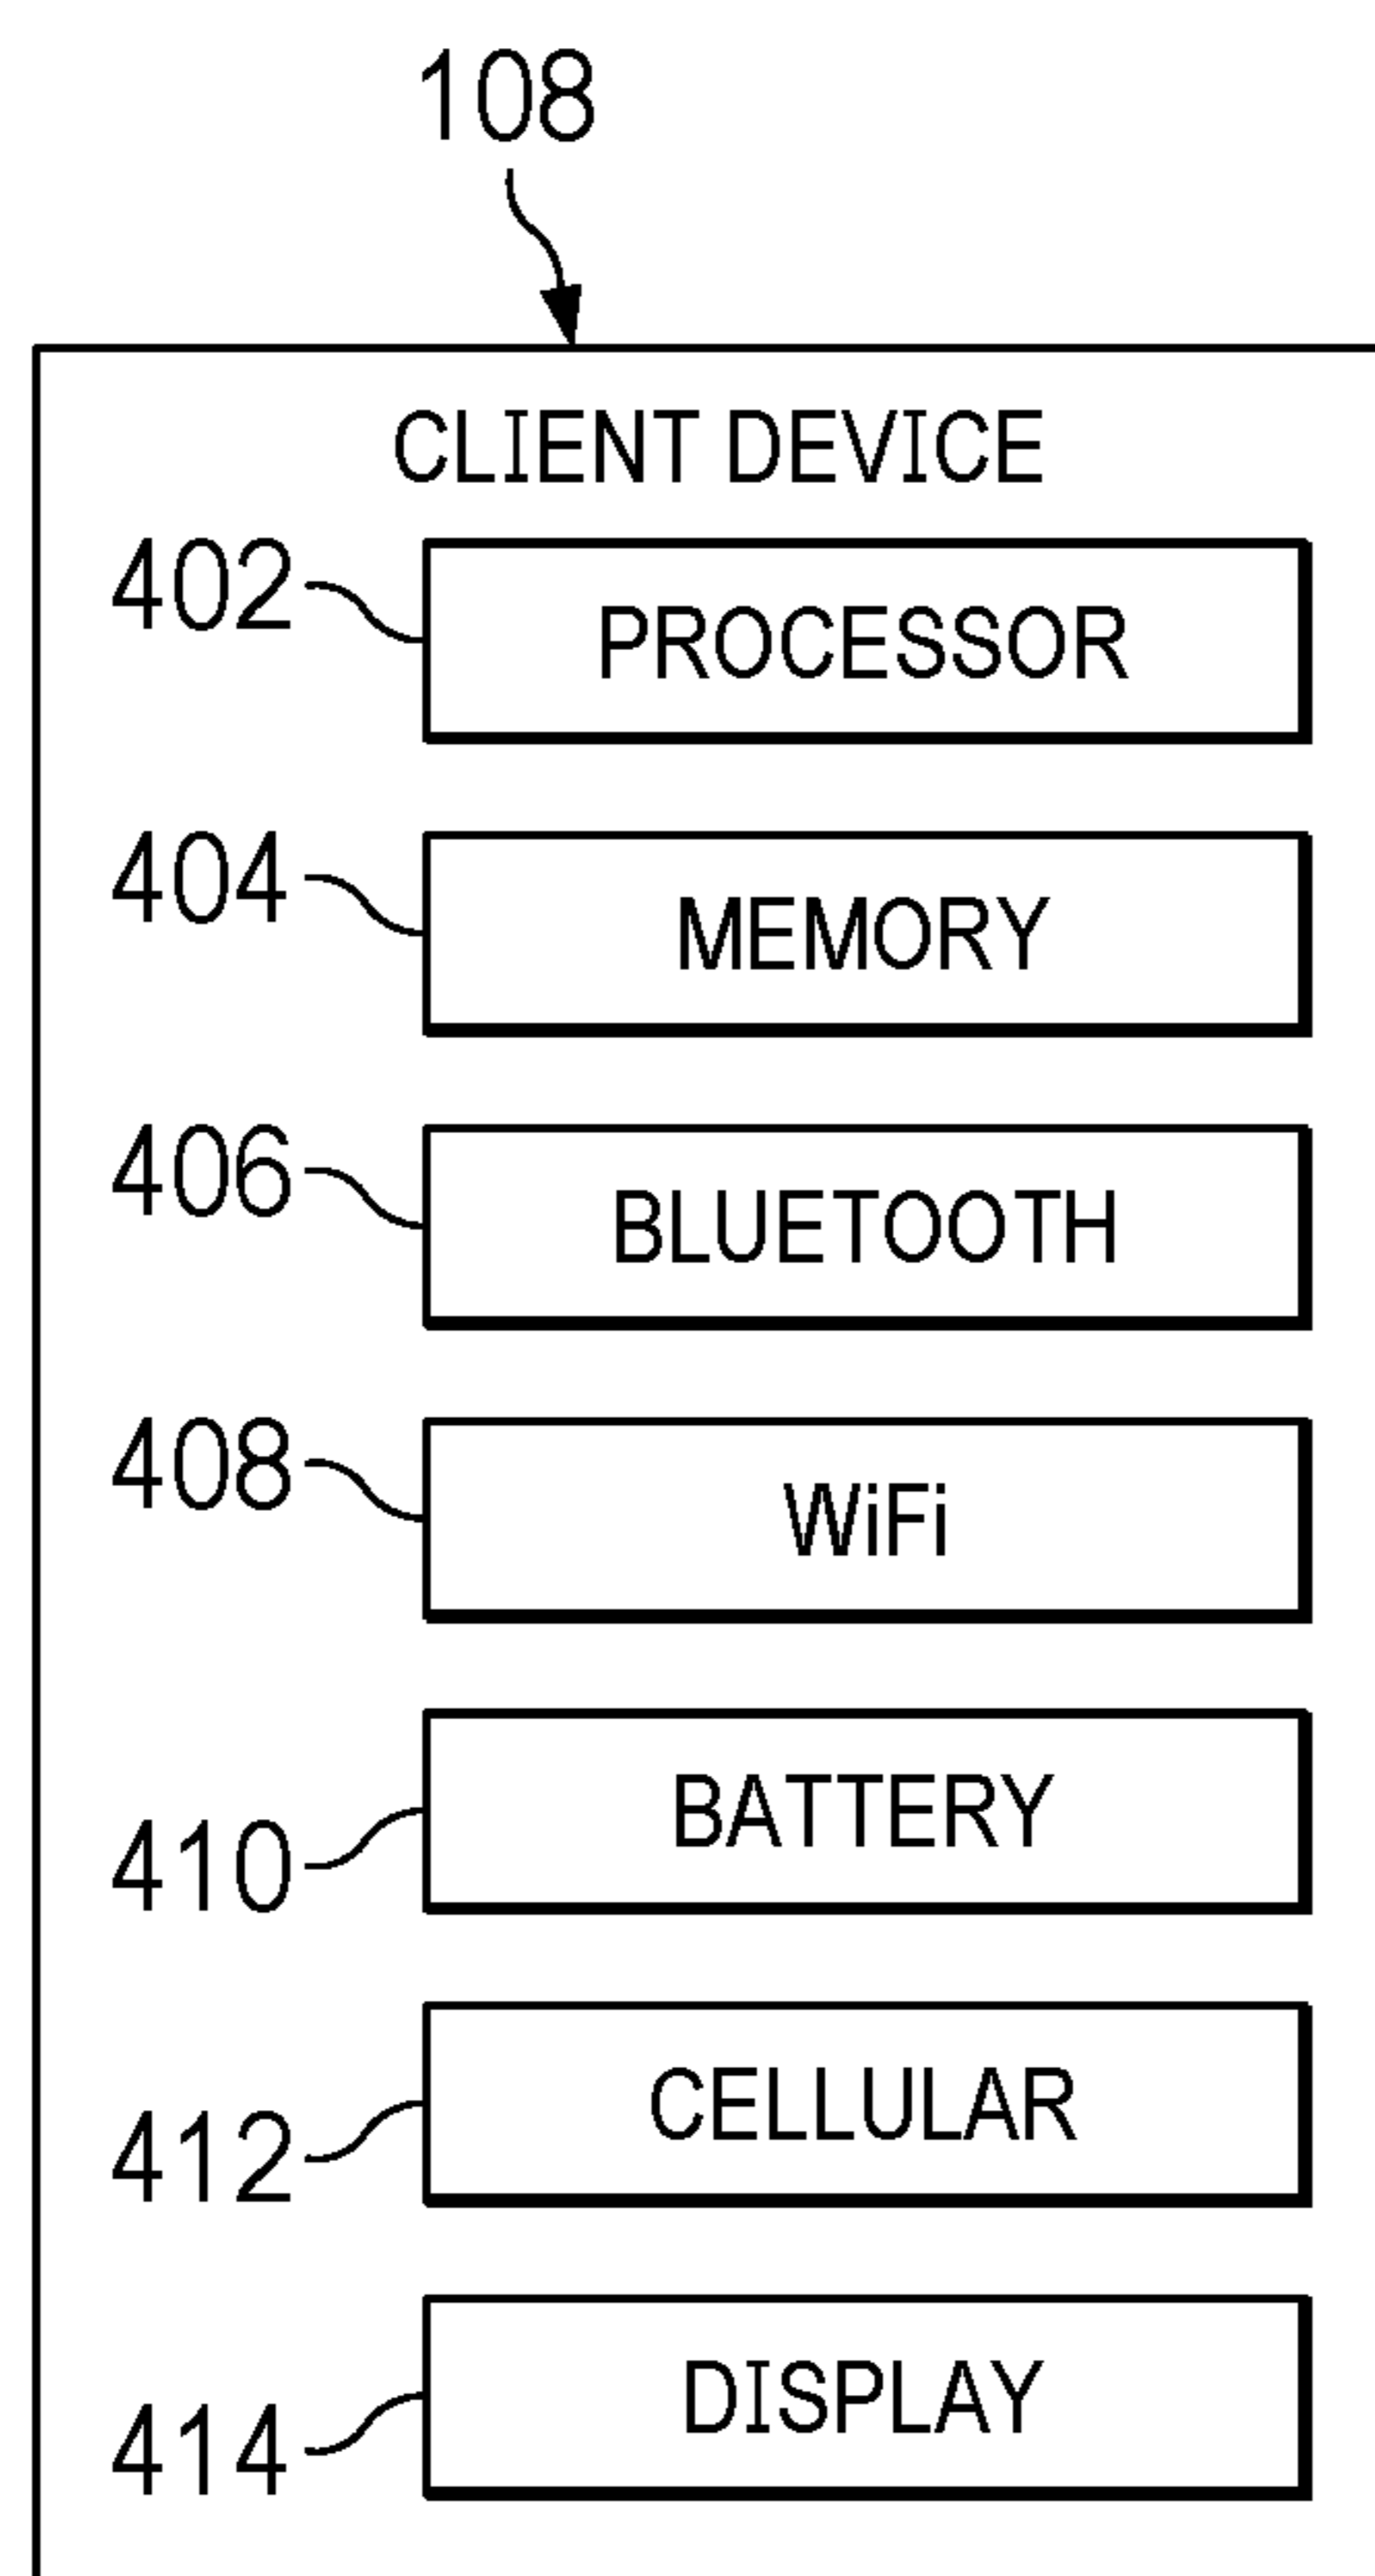 108
CLIENT DEVICE
402 PROCESSOR
404 MEMORY
406 BLUETOOTH
408 WiFi
410 BATTERY
412 CELLULAR
414 DISPLAY